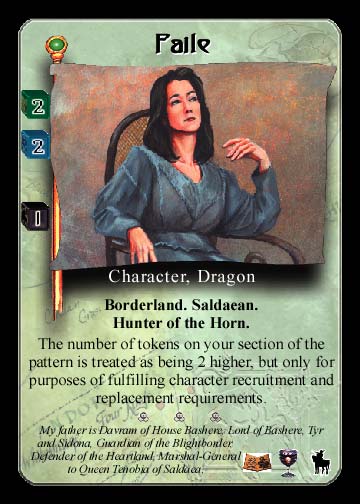 Faile
2
2
1
Character, Dragon
Borderland. Saldaean.
Hunter of the Horn.
The number of tokens on your section of the
pattern is treated as being 2 higher, but only for
purposes of fulfilling character recruitment and
replacement requirements.
My father is Davram of House Bashere, Lord of Bashere, Tyr
and Sidona, Guardian of the Blightborder,
Defender of the Heartland, Marshal-General
to Queen Tenobia of Saldaea.